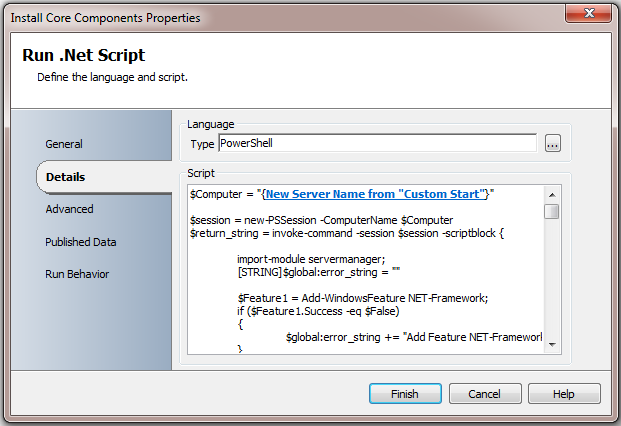 Install Core Components Properties
Run .Net Script
Define the language and script.
General
Details
Advanced
Published Data
Run Behavior
Language
Type PowerShell ...
Script
$Computer = "{New Server Name from "Custom Start"}"
$session = new-PSSession -ComputerName $Computer
$return_string = invoke-command -session $session -scriptblock {
import-module servermanager;
[STRING]$global:error_string = ""
$Feature1 = Add-WindowsFeature NET-Framework;
if ($Feature1.Success -eq $False)
{
$global:error_string += "Add Feature NET-Framework
}
Finish Cancel Help